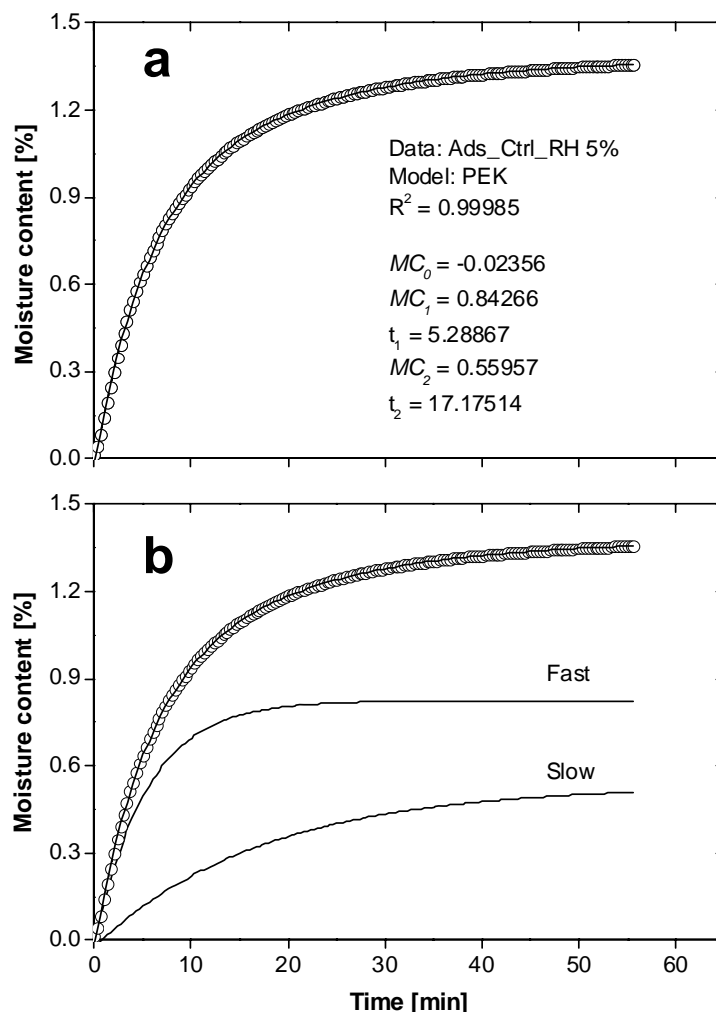 1.5
a
1.2
Data: Ads_Ctrl_RH 5%
Model: PEK
0.9
R² = 0.99985
MC₀ = -0.02356
0.6
MC₁ = 0.84266
t₁ = 5.28867
0.3
MC₂ = 0.55957
t₂ = 17.17514
0.0
Moisture content [%]
1.5
b
1.2
0.9
Fast
0.6
Slow
0.3
0.0
Moisture content [%]
0 10 20 30 40 50 60
Time [min]